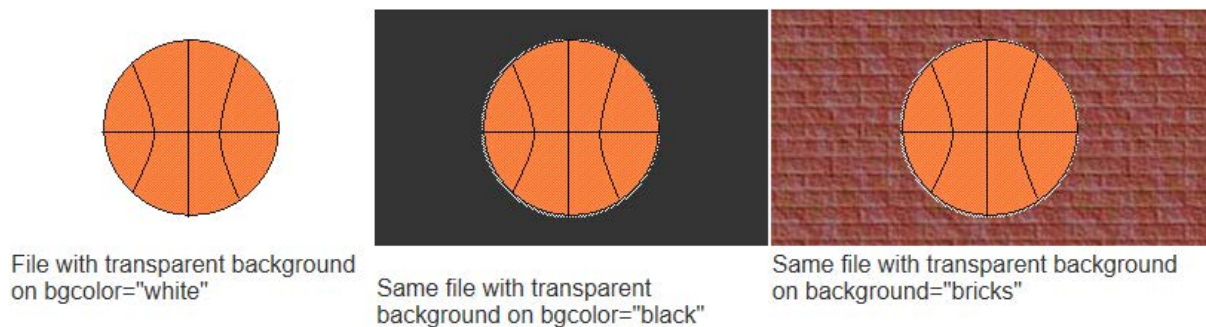 File with transparent background
on bgcolor="white"
Same file with transparent
background on bgcolor="black"
Same file with transparent background
on background="bricks"